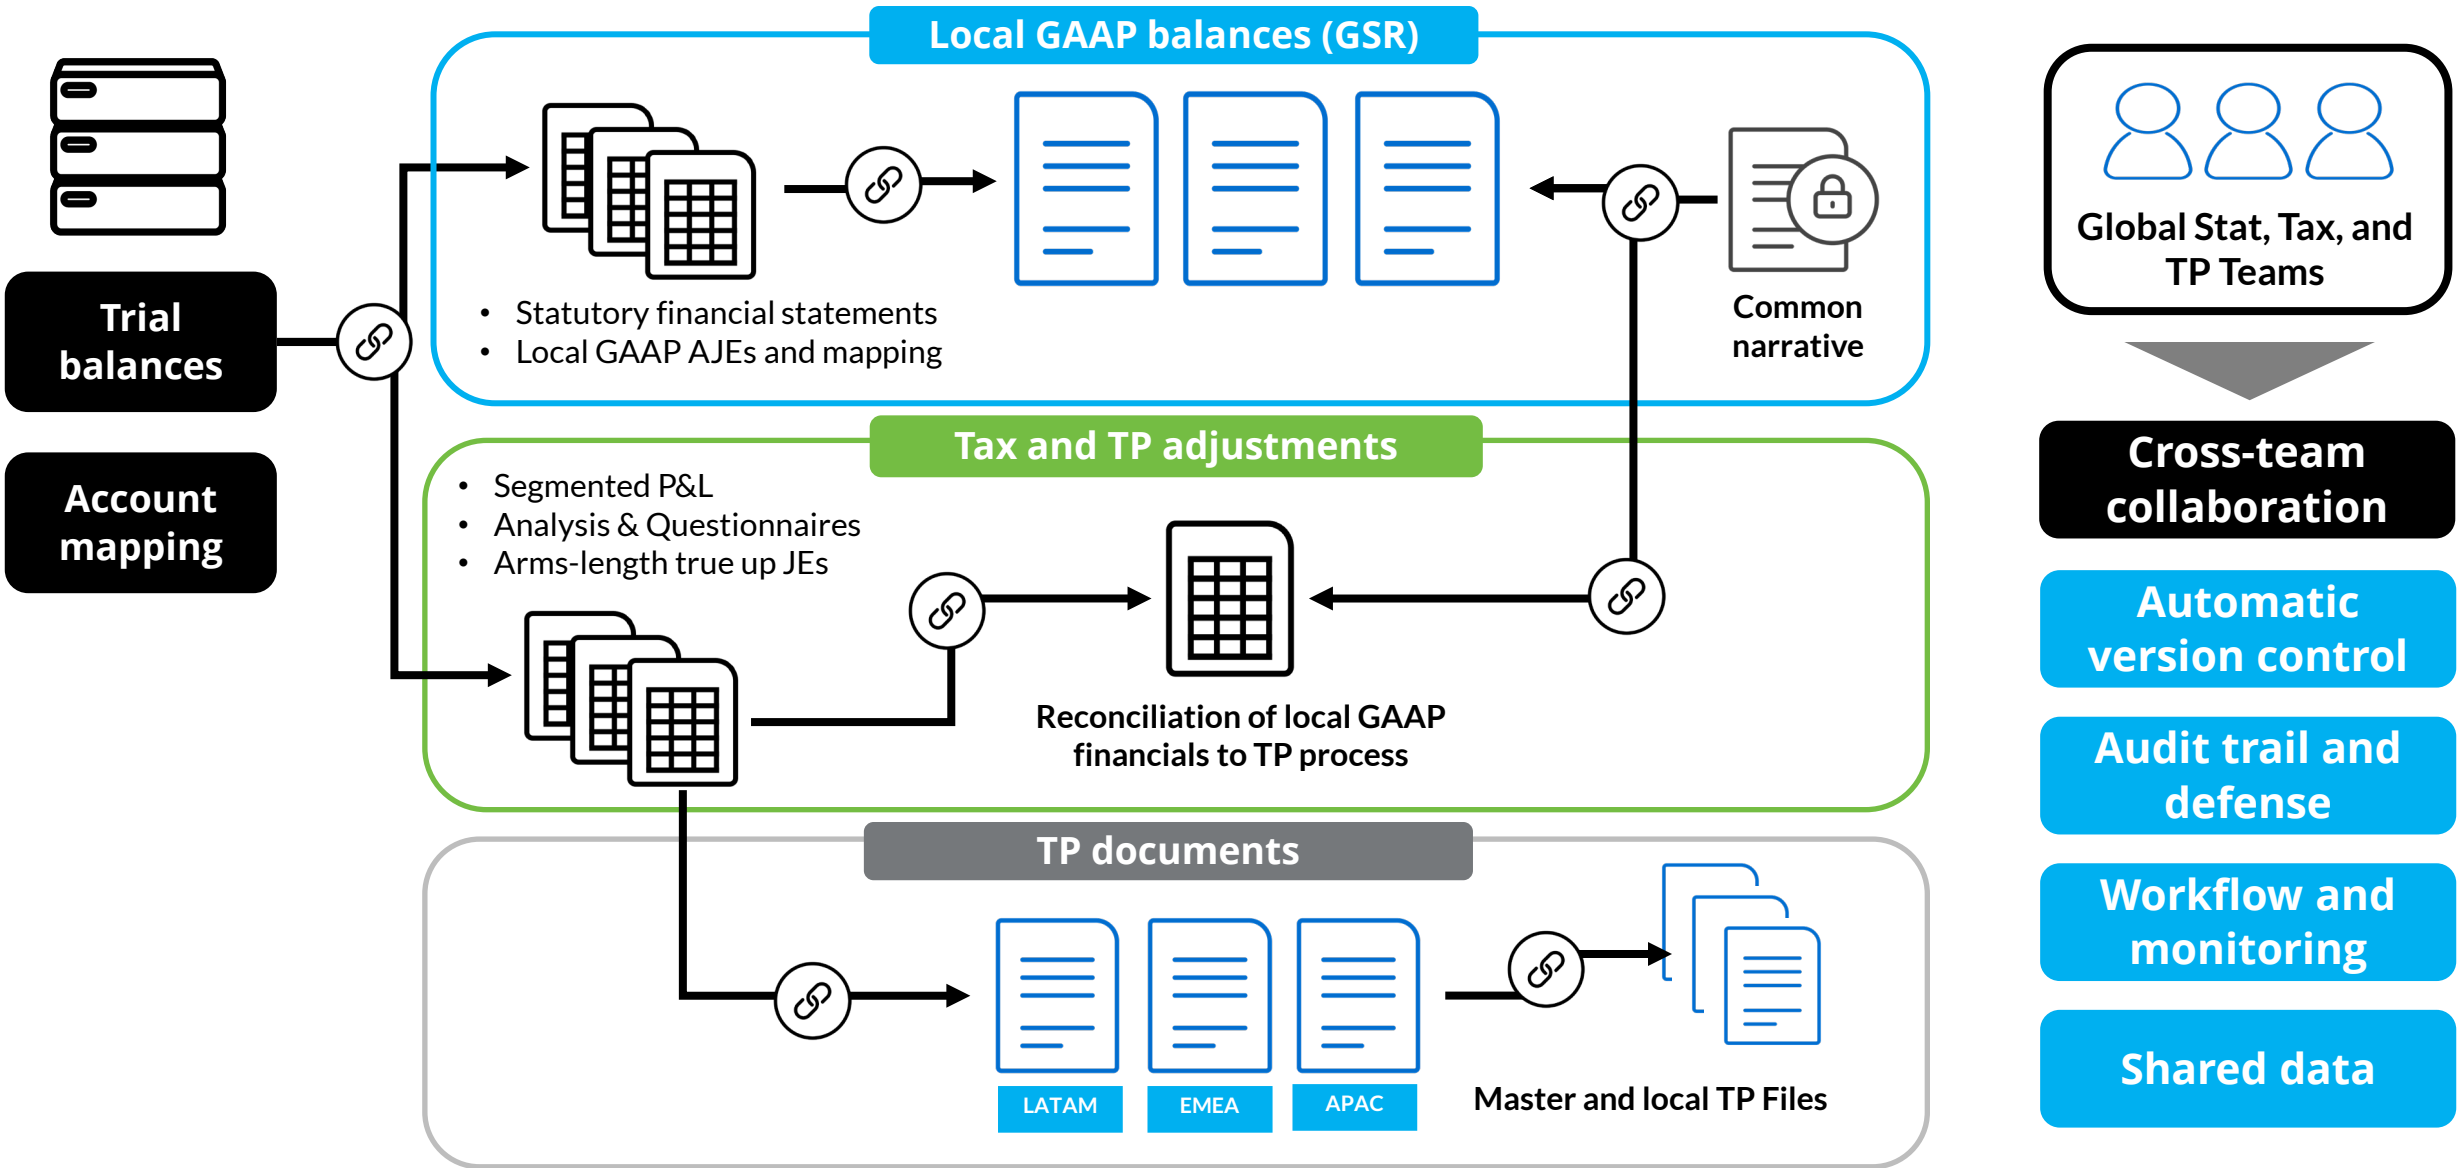 Local GAAP balances (GSR)
Trial
balances
Account
mapping
• Statutory financial statements
• Local GAAP AJEs and mapping
Common
narrative
Tax and TP adjustments
• Segmented P&L
• Analysis & Questionnaires
• Arms-length true up JEs
Reconciliation of local GAAP
financials to TP process
TP documents
LATAM
EMEA
APAC
Master and local TP Files
Global Stat, Tax, and
TP Teams
Cross-team
collaboration
Automatic
version control
Audit trail and
defense
Workflow and
monitoring
Shared data